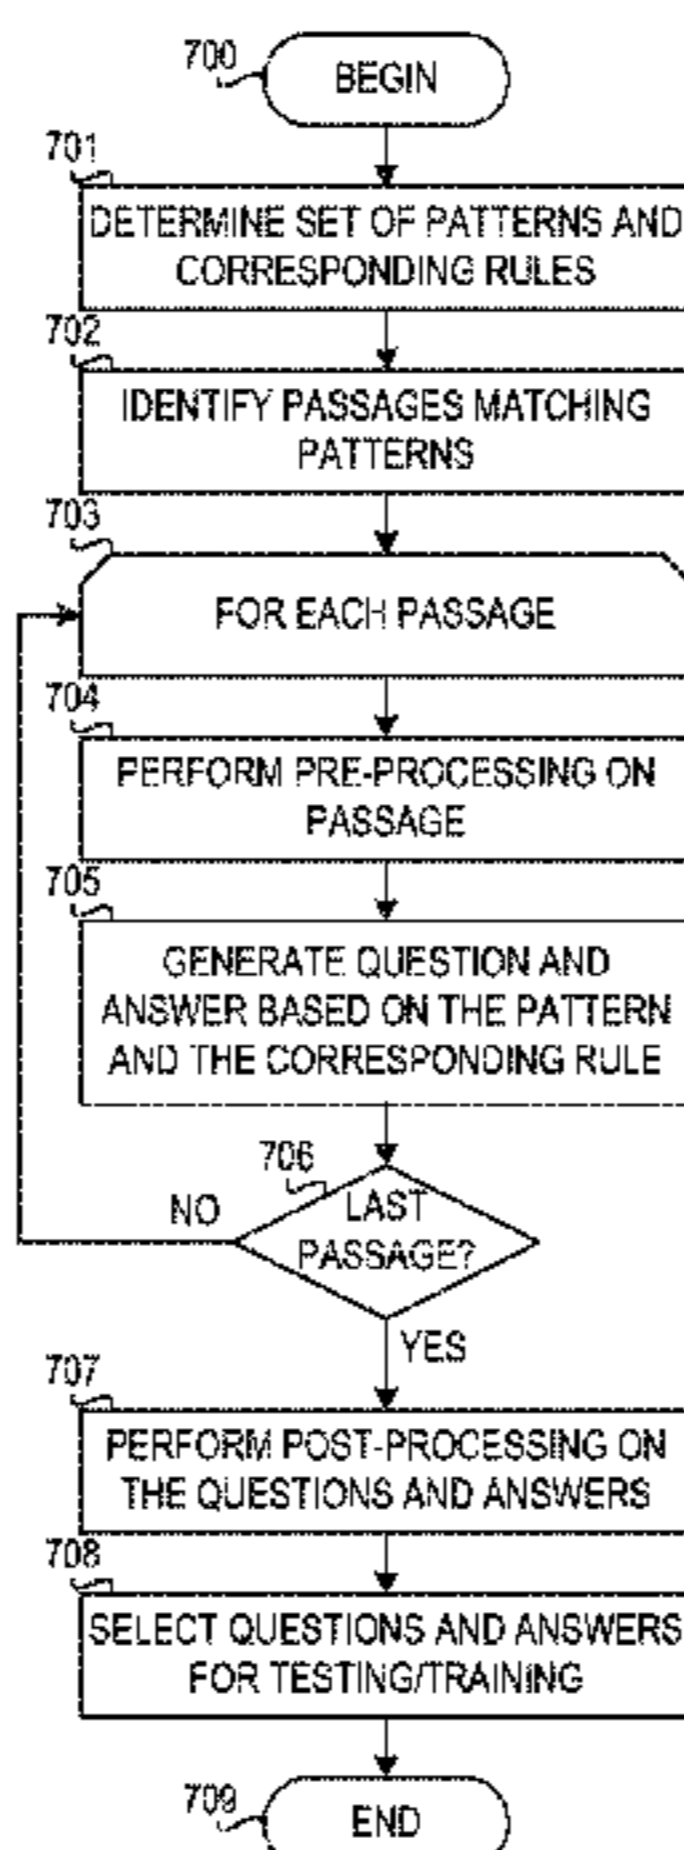 700
BEGIN
701
DETERMINE SET OF PATTERNS AND
CORRESPONDING RULES
702
IDENTIFY PASSAGES MATCHING
PATTERNS
703
FOR EACH PASSAGE
704
PERFORM PRE-PROCESSING ON
PASSAGE
705
GENERATE QUESTION AND
ANSWER BASED ON THE PATTERN
AND THE CORRESPONDING RULE
706
LAST
PASSAGE?
NO
YES
707
PERFORM POST-PROCESSING ON
THE QUESTIONS AND ANSWERS
708
SELECT QUESTIONS AND ANSWERS
FOR TESTING/TRAINING
709
END